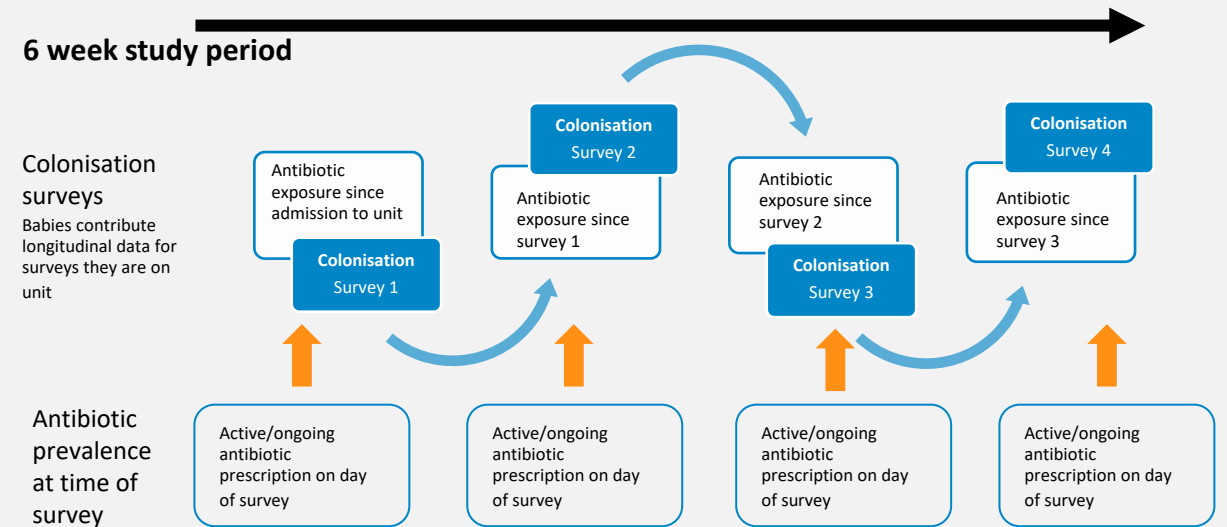 6 week study period
Colonisation
surveys
Babies contribute
longitudinal data for
surveys they are on
unit
Antibiotic
exposure since
admission to unit
Colonisation
Survey 1
Colonisation
Survey 2
Antibiotic
exposure since
survey 1
Antibiotic
exposure since
survey 2
Colonisation
Survey 3
Colonisation
Survey 4
Antibiotic
exposure since
survey 3
Antibiotic
prevalence
at time of
survey
Active/ongoing
antibiotic
prescription on day
of survey
Active/ongoing
antibiotic
prescription on day
of survey
Active/ongoing
antibiotic
prescription on day
of survey
Active/ongoing
antibiotic
prescription on day
of survey